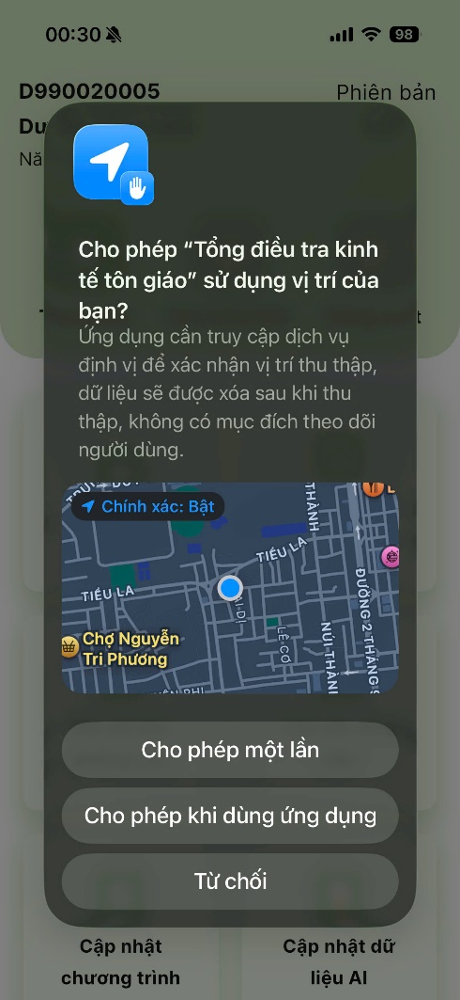 00:30
98
D990020005
Phiên bản
Du
Nă
Cho phép “Tổng điều tra kinh
tế tôn giáo” sử dụng vị trí của
bạn?
Ứng dụng cần truy cập dịch vụ
định vị để xác nhận vị trí thu thập,
dữ liệu sẽ được xóa sau khi thu
thập, không có mục đích theo dõi
người dùng.
Chính xác: Bật
THÀNH
TIỂU LA
TIỂU LA
ĐƯỜNG 2 THÁNG 9
LÊ CƠ
NÚI THÀNH
Chợ Nguyễn
Tri Phương
Cho phép một lần
Cho phép khi dùng ứng dụng
Từ chối
Cập nhật
chương trình
Cập nhật dữ
liệu AI